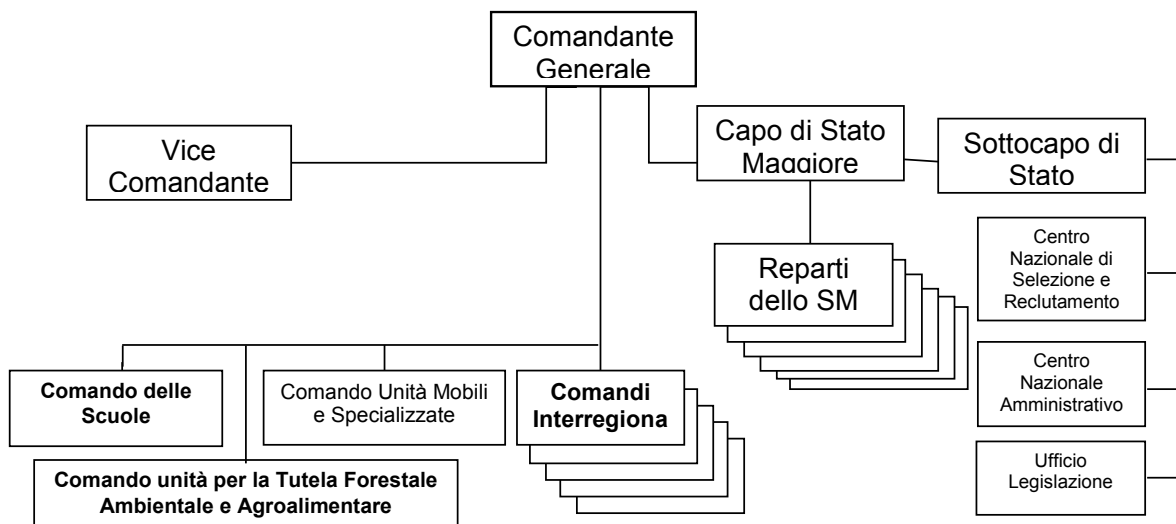 Comandante
Generale
Vice
Comandante
Capo di Stato
Maggiore
Sottocapo di
Stato
Reparti
dello SM
Centro
Nazionale di
Selezione e
Reclutamento
Centro
Nazionale
Amministrativo
Ufficio
Legislazione
Comando delle
Scuole
Comando Unità Mobili
e Specializzate
Comandi
Interregiona
Comando unità per la Tutela Forestale
Ambientale e Agroalimentare